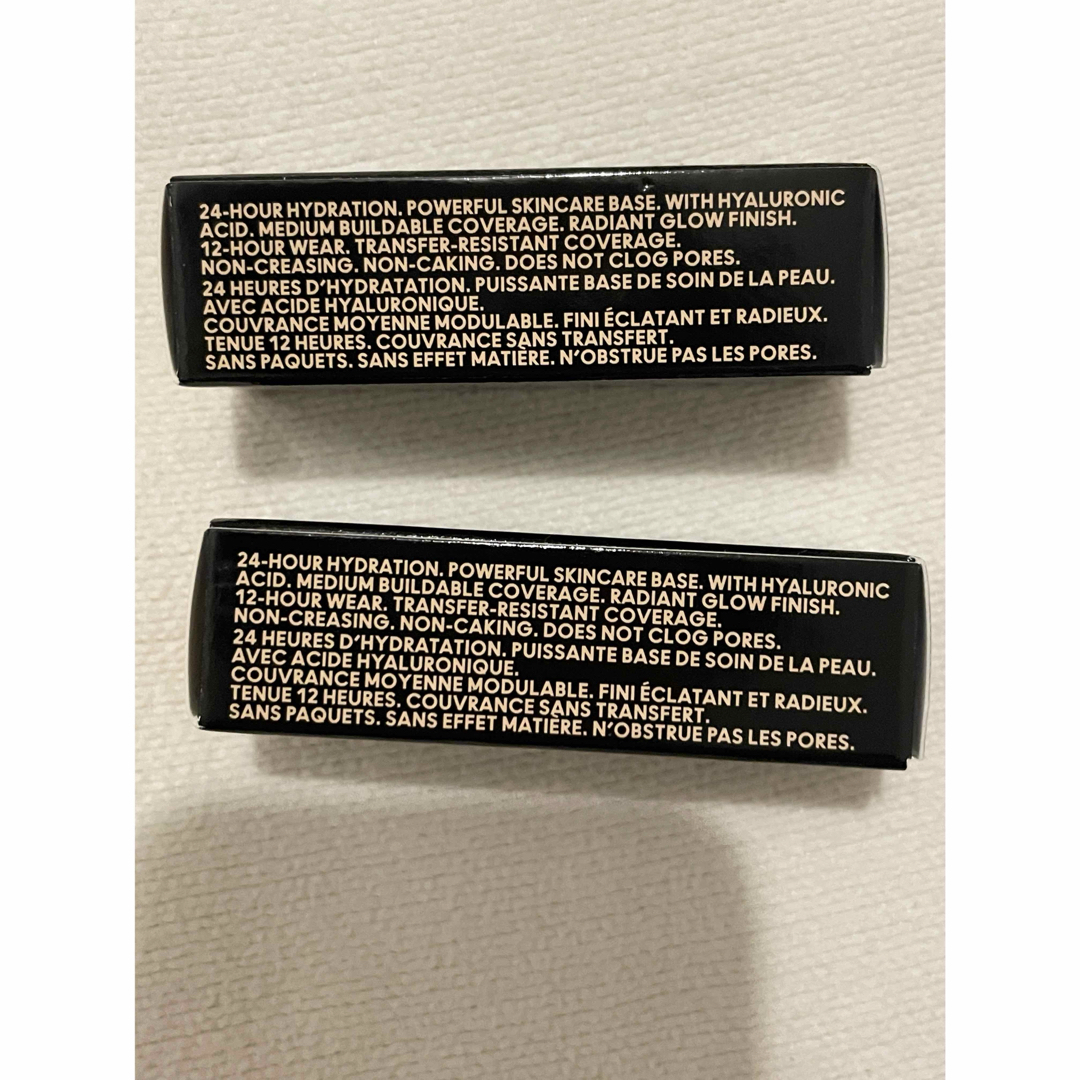 24-HOUR HYDRATION. POWERFUL SKINCARE BASE. WITH HYALURONIC
ACID. MEDIUM BUILDABLE COVERAGE. RADIANT GLOW FINISH.
12-HOUR WEAR. TRANSFER-RESISTANT COVERAGE.
NON-CREASING. NON-CAKING. DOES NOT CLOG PORES.
24 HEURES D'HYDRATATION. PUISSANTE BASE DE SOIN DE LA PEAU.
AVEC ACIDE HYALURONIQUE.
COUVRANCE MOYENNE MODULABLE. FINI ÉCLATANT ET RADIEUX.
TENUE 12 HEURES. COUVRANCE SANS TRANSFERT.
SANS PAQUETS. SANS EFFET MATIÈRE. N'OBSTRUE PAS LES PORES.
24-HOUR HYDRATION. POWERFUL SKINCARE BASE. WITH HYALURONIC
ACID. MEDIUM BUILDABLE COVERAGE. RADIANT GLOW FINISH.
12-HOUR WEAR. TRANSFER-RESISTANT COVERAGE.
NON-CREASING. NON-CAKING. DOES NOT CLOG PORES.
24 HEURES D'HYDRATATION. PUISSANTE BASE DE SOIN DE LA PEAU.
AVEC ACIDE HYALURONIQUE.
COUVRANCE MOYENNE MODULABLE. FINI ÉCLATANT ET RADIEUX.
TENUE 12 HEURES. COUVRANCE SANS TRANSFERT.
SANS PAQUETS. SANS EFFET MATIÈRE. N'OBSTRUE PAS LES PORES.